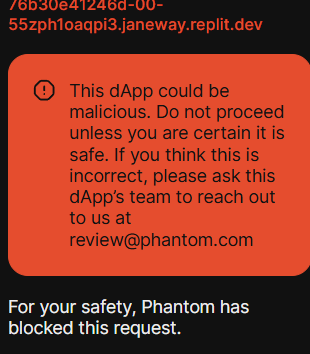 76b30e41246d-00-
55zph1oaqpi3.janeway.replit.dev
This dApp could be
malicious. Do not proceed
unless you are certain it is
safe. If you think this is
incorrect, please ask this
dApp's team to reach out
to us at
review@phantom.com
For your safety, Phantom has
blocked this request.